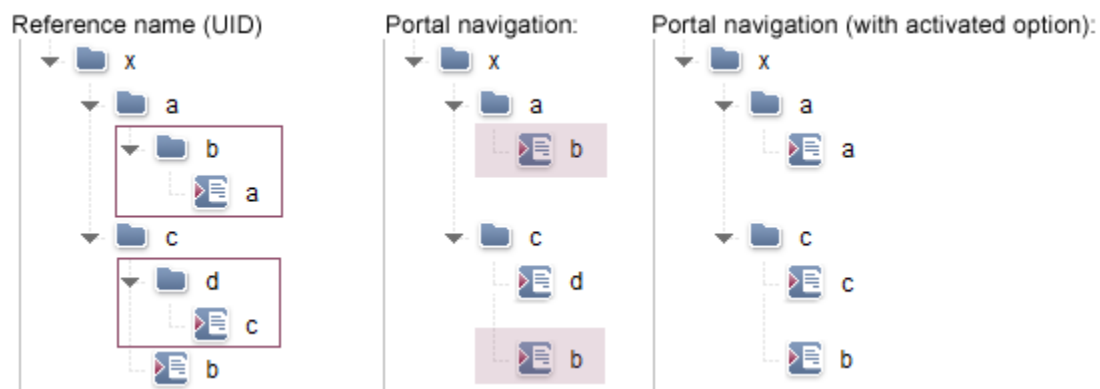 Reference name (UID) Portal navigation: Portal navigation (with activated option):
x x x
a a a
b b a
a
c c c
d d c
c
b b b